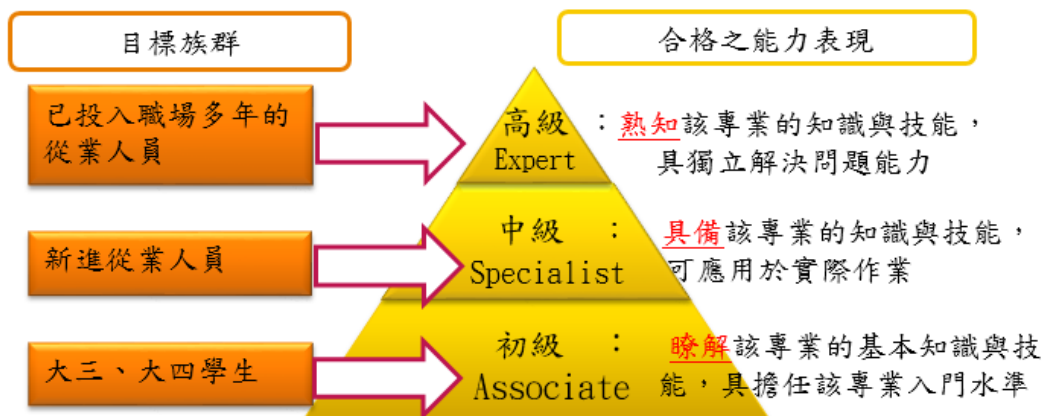 目標族群
合格之能力表現
已投入職場多年的
從業人員
高級 ：熟知該專業的知識與技能，
Expert 具獨立解決問題能力
新進從業人員
中級 ：具備該專業的知識與技能，
Specialist 可應用於實際作業
大三、大四學生
初級 ：瞭解該專業的基本知識與技
Associate 能，具擔任該專業入門水準